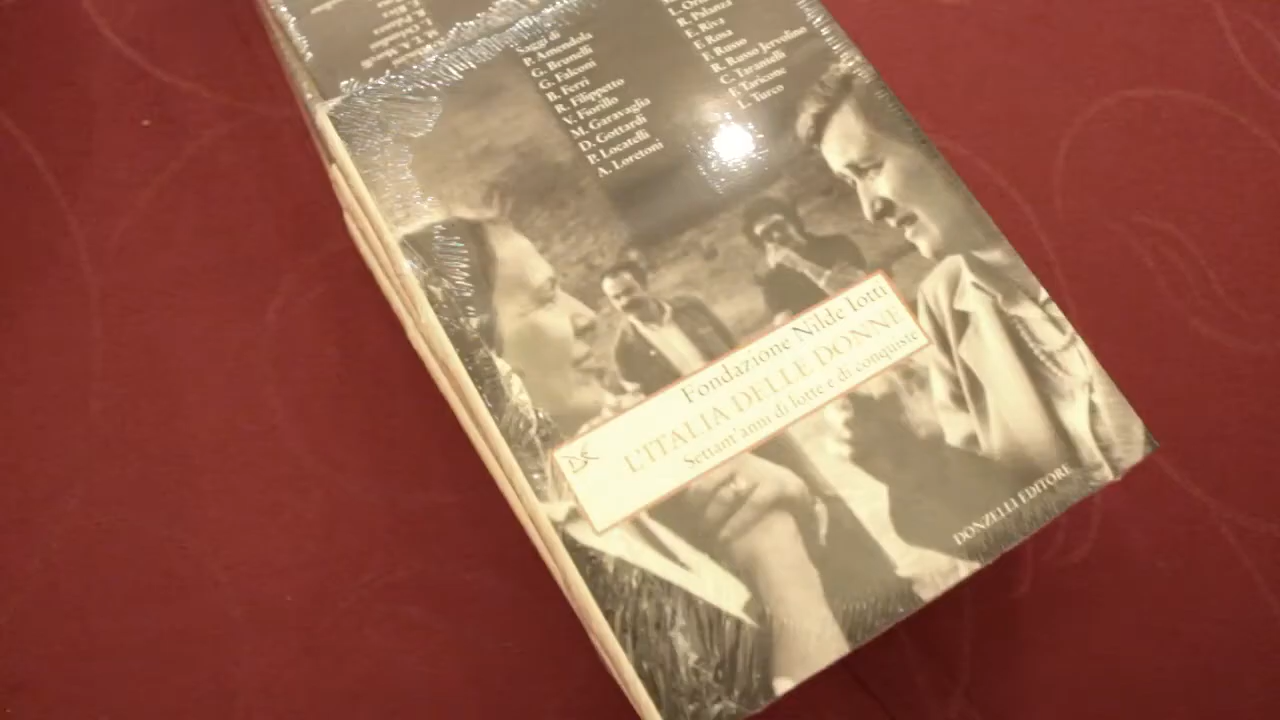 Saggi di
P. Amendola
G. Brunelli
G. Falconi
B. Ferri
R. Filippetto
V. Fiorillo
M. Garavaglia
D. Gottardi
P. Locatelli
A. Loretoni
R. Palanza
E. Riva
F. Rosa
F. Russo
R. Russo Jervolino
C. Tarantelli
F. Taricone
L. Turco
Fondazione Nilde Iotti
L'ITALIA DELLE DONNE
Settant'anni di lotte e di conquiste
DONZELLI EDITORE